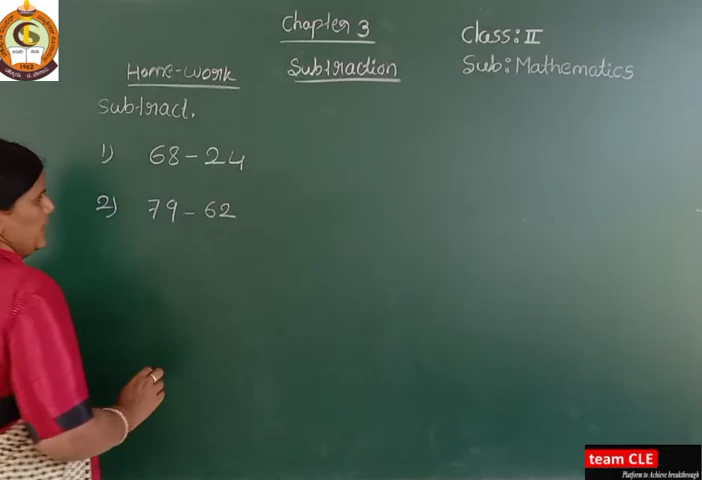 Chapter 3
Class: II
Home-work
Subtraction
Sub: Mathematics
Subtract.
1) 68 - 24
2) 79 - 62
1962
team CLE
Platform to Achieve breakthrough